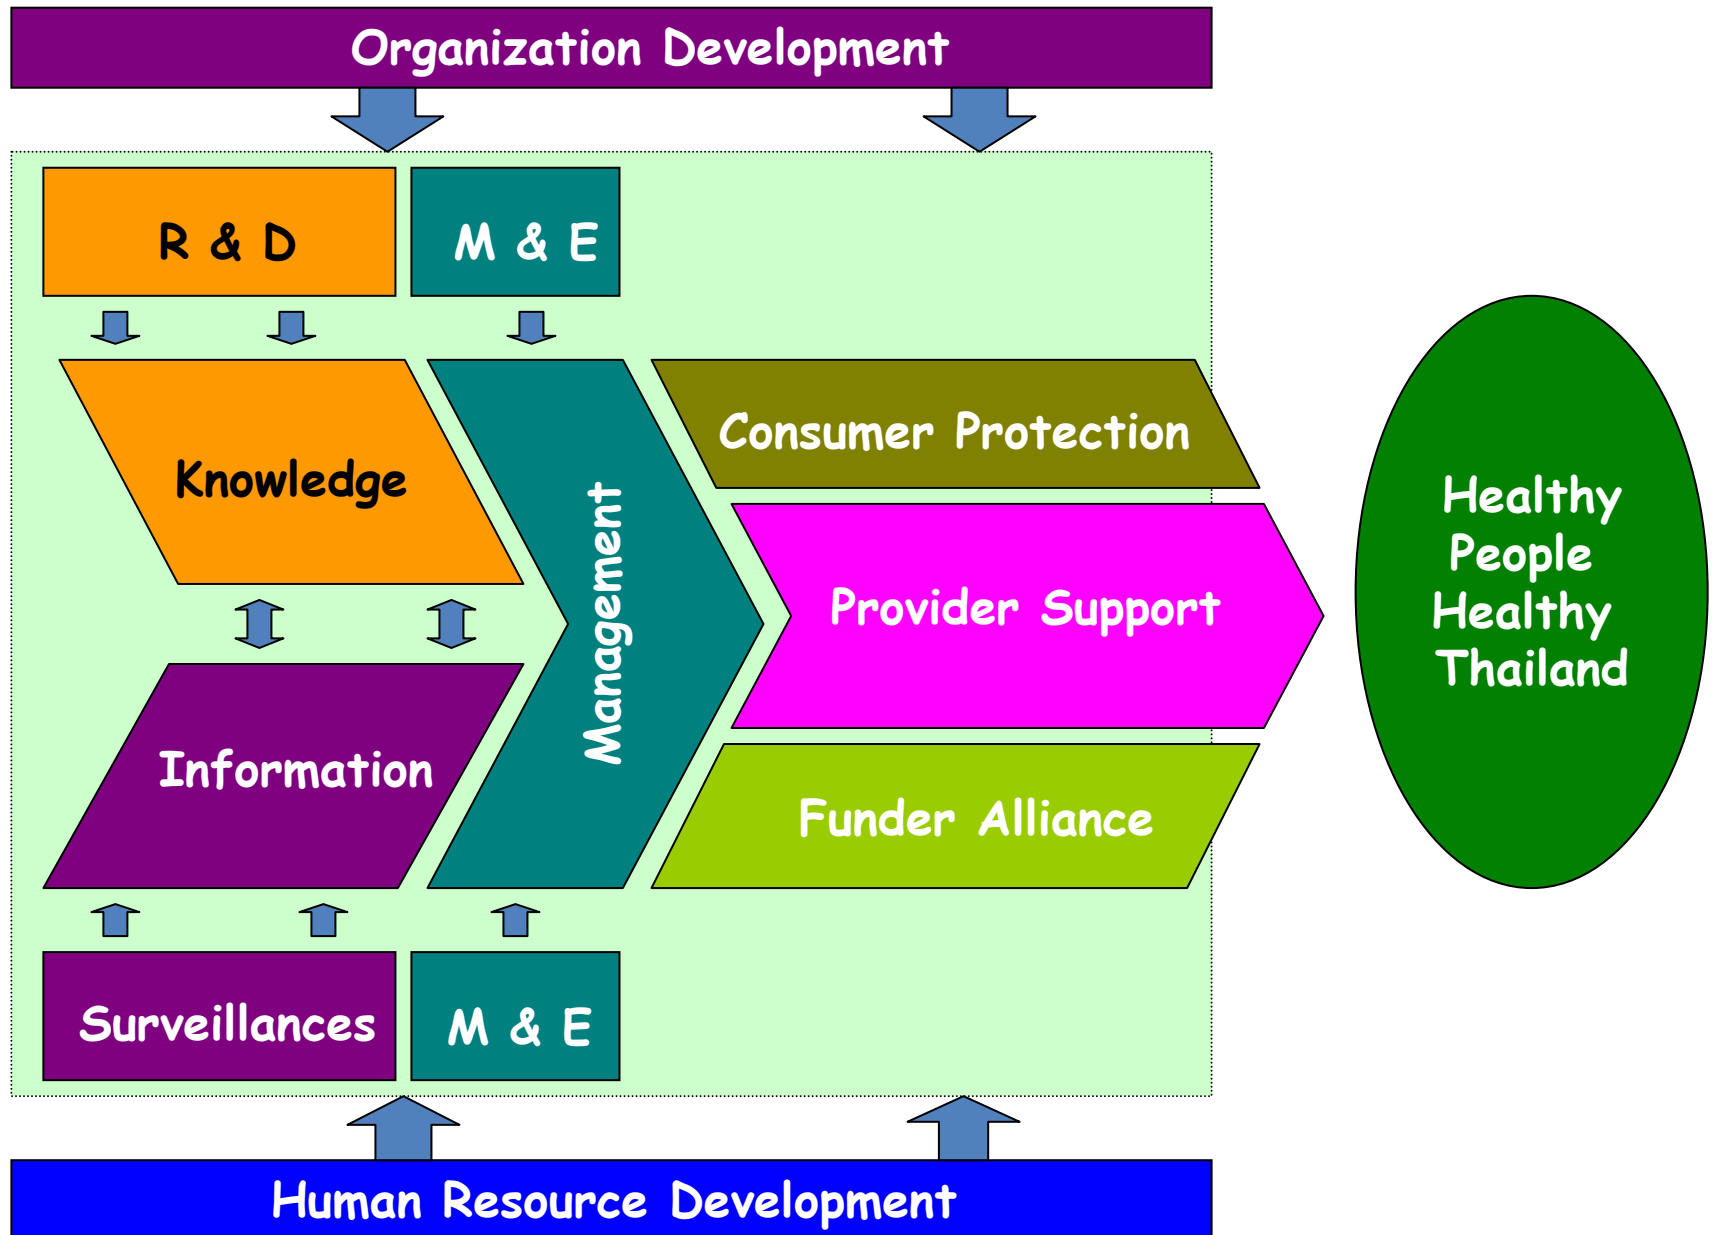 Organization Development
R & D
M & E
Knowledge
Management
Consumer Protection
Provider Support
Information
Funder Alliance
Healthy
People
Healthy
Thailand
Surveillances
M & E
Human Resource Development